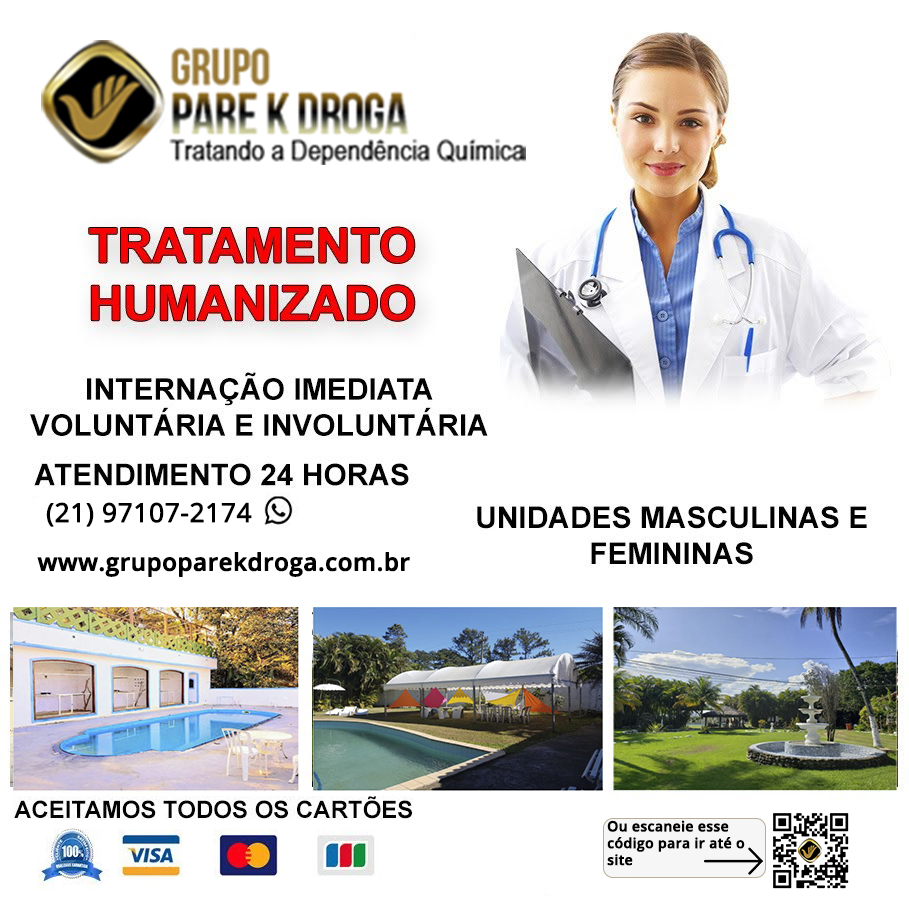 GRUPO
PARE K DROGA
Tratando a Dependência Química
TRATAMENTO
HUMANIZADO
INTERNAÇÃO IMEDIATA
VOLUNTÁRIA E INVOLUNTÁRIA
ATENDIMENTO 24 HORAS
(21) 97107-2174
www.grupoparekdroga.com.br
UNIDADES MASCULINAS E
FEMININAS
ACEITAMOS TODOS OS CARTÕES
100%
VISA
Ou escaneie esse
código para ir até o
site